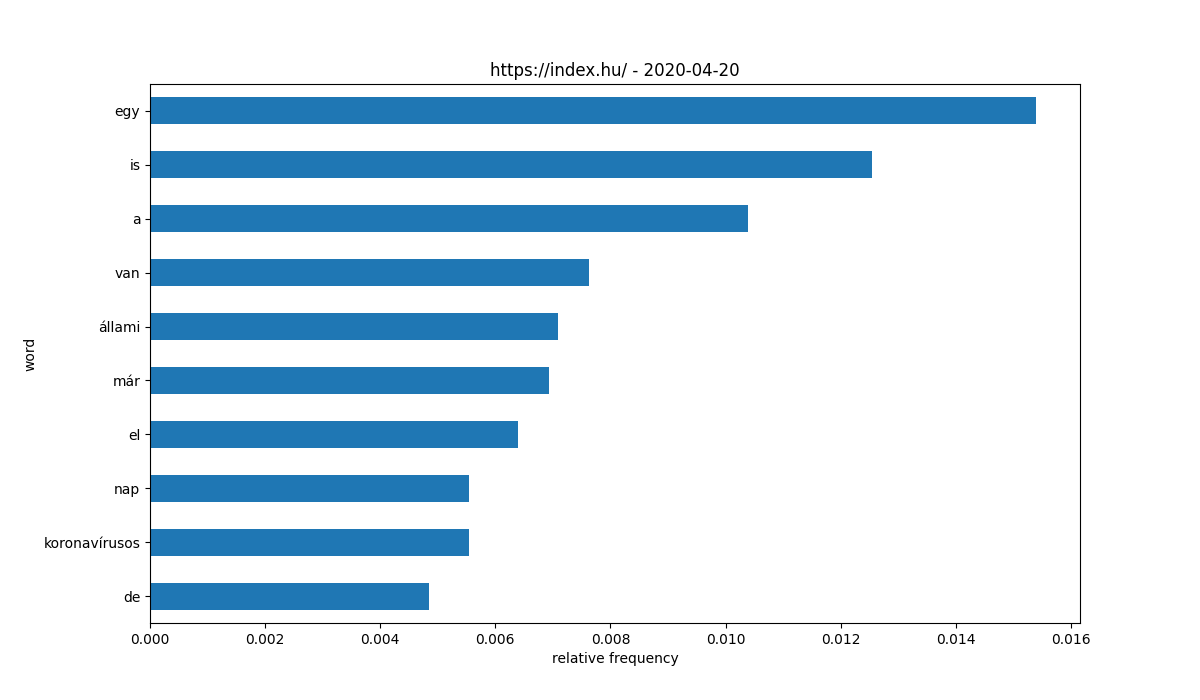 https://index.hu/ - 2020-04-20
egy
is
a
van
állami
már
el
nap
koronavírusos
de
word
0.000 0.002 0.004 0.006 0.008 0.010 0.012 0.014 0.016
relative frequency